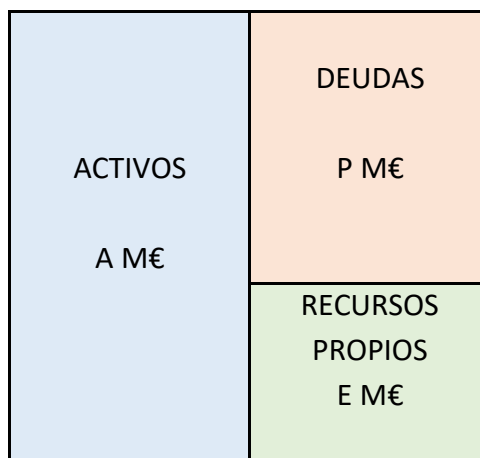 ACTIVOS
A M€
DEUDAS
P M€
RECURSOS
PROPIOS
E M€